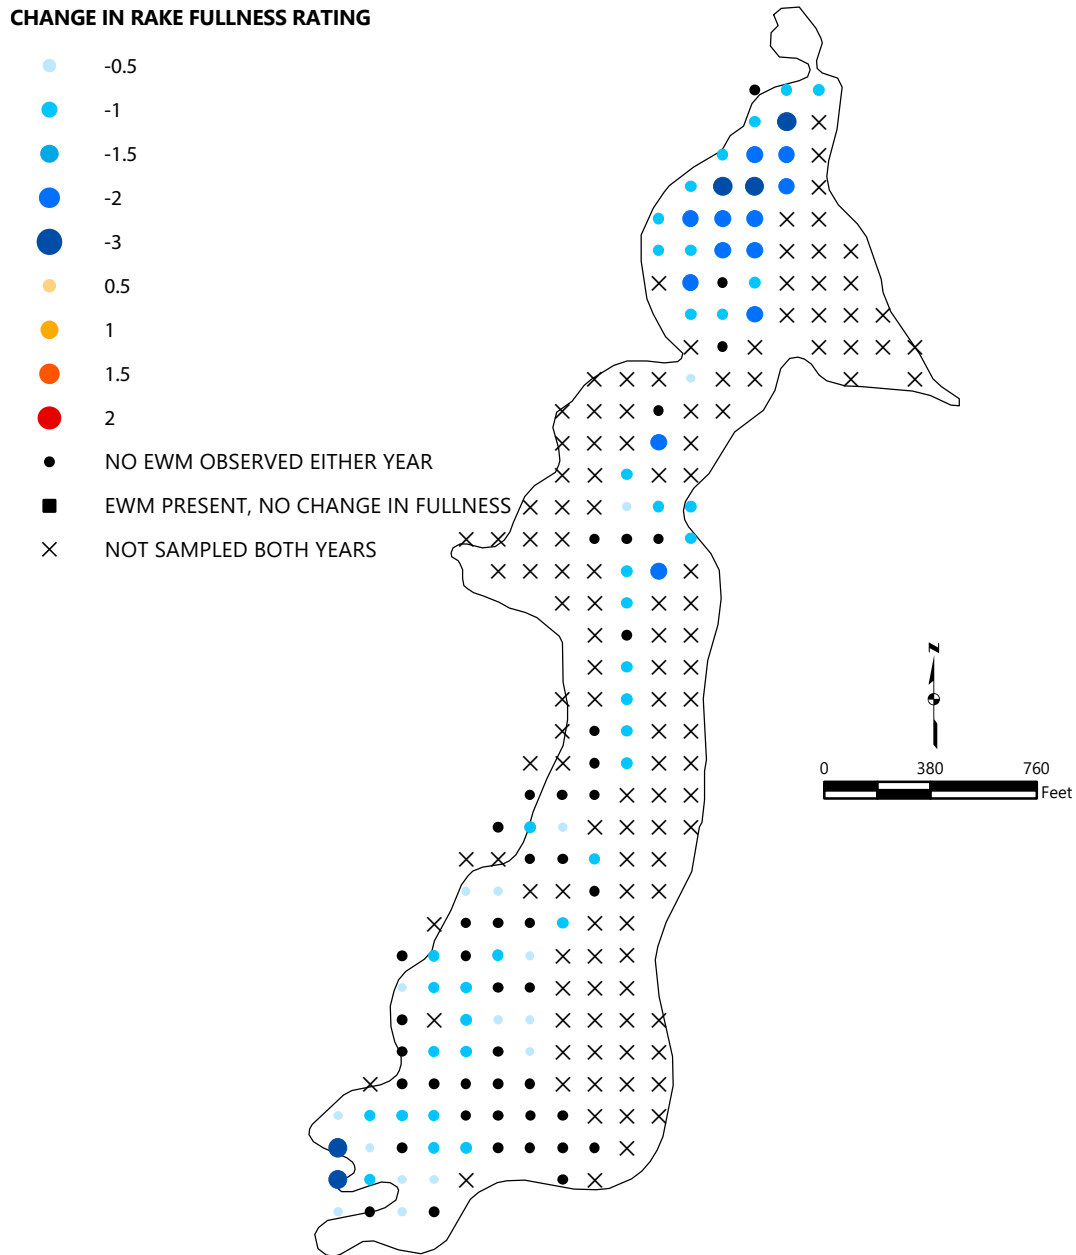 CHANGE IN RAKE FULLNESS RATING
-0.5
-1
-1.5
-2
-3
0.5
1
1.5
2
NO EWM OBSERVED EITHER YEAR
EWM PRESENT, NO CHANGE IN FULLNESS
NOT SAMPLED BOTH YEARS
N
0 380 760
Feet